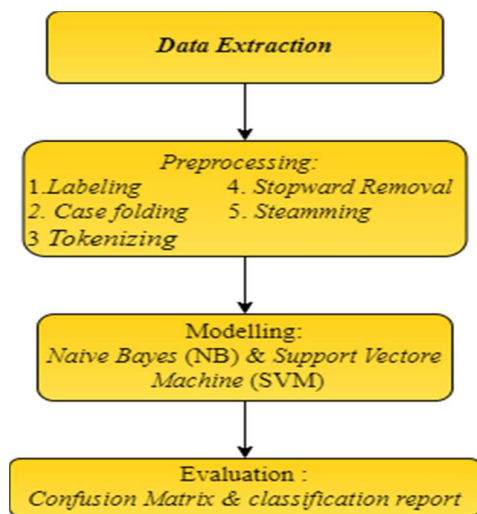 Data Extraction
Preprocessing:
1.Labeling 4. Stopward Removal
2. Case folding 5. Steamming
3 Tokenizing
Modelling:
Naive Bayes (NB) & Support Vectore
Machine (SVM)
Evaluation :
Confusion Matrix & classification report